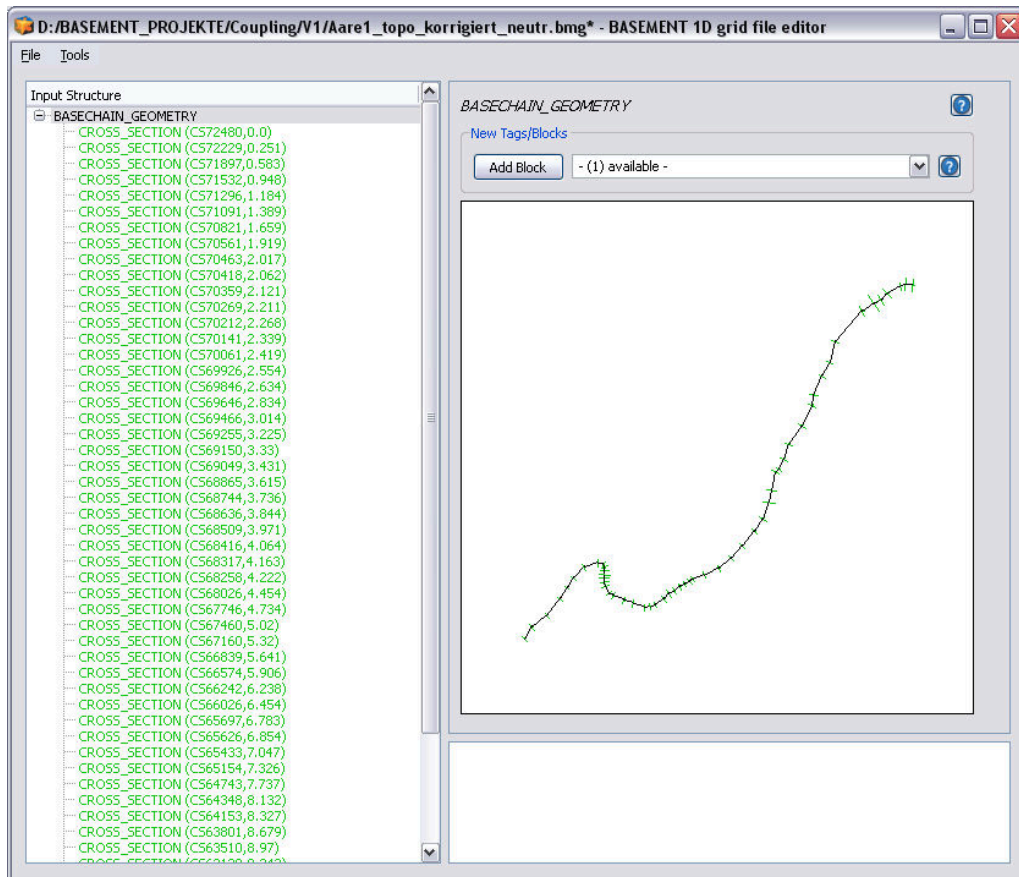 D:/BASEMENT_PROJEKTE/Coupling/V1/Aare1_topo_korrigiert_neutr.bmg* - BASEMENT 1D grid file editor
File Tools
Input Structure
BASECHAIN_GEOMETRY
CROSS_SECTION (CS72480,0.0)
CROSS_SECTION (CS72229,0.251)
CROSS_SECTION (CS71897,0.583)
CROSS_SECTION (CS71532,0.948)
CROSS_SECTION (CS71296,1.184)
CROSS_SECTION (CS71091,1.389)
CROSS_SECTION (CS70821,1.659)
CROSS_SECTION (CS70561,1.919)
CROSS_SECTION (CS70463,2.017)
CROSS_SECTION (CS70418,2.062)
CROSS_SECTION (CS70359,2.121)
CROSS_SECTION (CS70269,2.211)
CROSS_SECTION (CS70212,2.268)
CROSS_SECTION (CS70141,2.339)
CROSS_SECTION (CS70061,2.419)
CROSS_SECTION (CS69926,2.554)
CROSS_SECTION (CS69846,2.634)
CROSS_SECTION (CS69646,2.834)
CROSS_SECTION (CS69466,3.014)
CROSS_SECTION (CS69255,3.225)
CROSS_SECTION (CS69150,3.33)
CROSS_SECTION (CS69049,3.431)
CROSS_SECTION (CS68865,3.615)
CROSS_SECTION (CS68744,3.736)
CROSS_SECTION (CS68636,3.844)
CROSS_SECTION (CS68509,3.971)
CROSS_SECTION (CS68416,4.064)
CROSS_SECTION (CS68317,4.163)
CROSS_SECTION (CS68258,4.222)
CROSS_SECTION (CS68026,4.454)
CROSS_SECTION (CS67746,4.734)
CROSS_SECTION (CS67460,5.02)
CROSS_SECTION (CS67160,5.32)
CROSS_SECTION (CS66839,5.641)
CROSS_SECTION (CS66574,5.906)
CROSS_SECTION (CS66242,6.238)
CROSS_SECTION (CS66026,6.454)
CROSS_SECTION (CS65697,6.783)
CROSS_SECTION (CS65626,6.854)
CROSS_SECTION (CS65433,7.047)
CROSS_SECTION (CS65154,7.326)
CROSS_SECTION (CS64743,7.737)
CROSS_SECTION (CS64348,8.132)
CROSS_SECTION (CS64153,8.327)
CROSS_SECTION (CS63801,8.679)
CROSS_SECTION (CS63510,8.97)
BASECHAIN_GEOMETRY
New Tags/Blocks
Add Block
- (1) available -